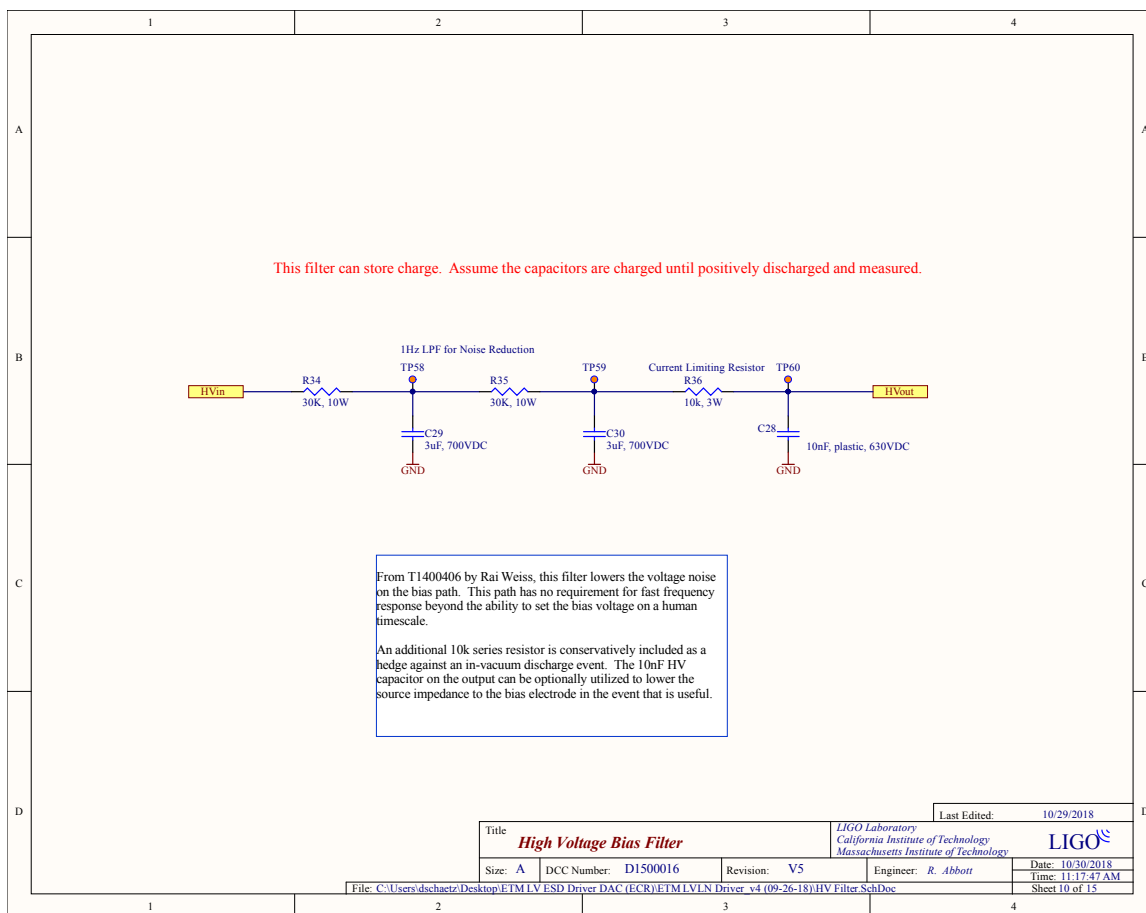 1 2 3 4
A A
This filter can store charge. Assume the capacitors are charged until positively discharged and measured.
B B
1Hz LPF for Noise Reduction
TP58 TP59 Current Limiting Resistor TP60
R34 R35 R36
HVin HVout
30K, 10W 30K, 10W 10k, 3W
C29 C30 C28
3uF, 700VDC 3uF, 700VDC 10nF, plastic, 630VDC
GND GND GND
From T1400406 by Rai Weiss, this filter lowers the voltage noise
on the bias path. This path has no requirement for fast frequency
response beyond the ability to set the bias voltage on a human
timescale.
C C
An additional 10k series resistor is conservatively included as a
hedge against an in-vacuum discharge event. The 10nF HV
capacitor on the output can be optionally utilized to lower the
source impedance to the bias electrode in the event that is useful.
D D
Last Edited: 10/29/2018
Title
High Voltage Bias Filter
LIGO Laboratory
California Institute of Technology
Massachusetts Institute of Technology
LIGO
Size: A DCC Number: D1500016 Revision: V5 Engineer: R. Abbott
Date: 10/30/2018
Time: 11:17:47 AM
File: C:\Users\dschaetz\Desktop\ETM LV ESD Driver DAC (ECR)\ETM LVLN Driver_v4 (09-26-18)\HV Filter.SchDoc
Sheet 10 of 15
1 2 3 4